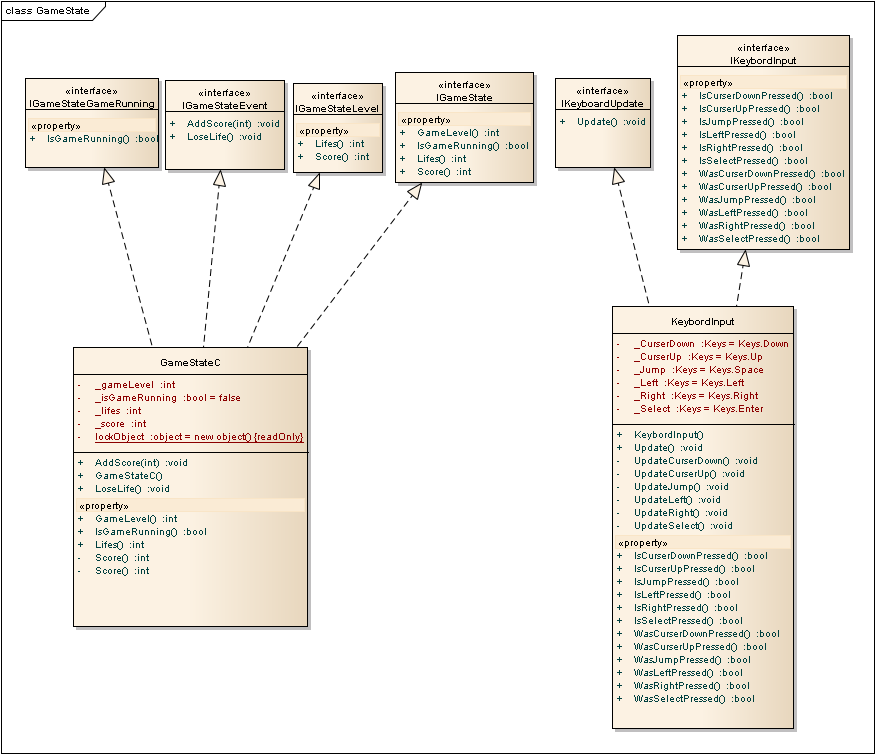 class GameState
«interface»
IGameStateGameRunning
«property»
+ IsGameRunning() :bool
«interface»
IGameStateEvent
+ AddScore(int) :void
+ LoseLife() :void
«interface»
IGameStateLevel
«property»
+ Lifes() :int
+ Score() :int
«interface»
IGameState
«property»
+ GameLevel() :int
+ IsGameRunning() :bool
+ Lifes() :int
+ Score() :int
«interface»
IKeyboardUpdate
+ Update() :void
«interface»
IKeybordInput
«property»
+ IsCurserDownPressed() :bool
+ IsCurserUpPressed() :bool
+ IsJumpPressed() :bool
+ IsLeftPressed() :bool
+ IsRightPressed() :bool
+ IsSelectPressed() :bool
+ WasCurserDownPressed() :bool
+ WasCurserUpPressed() :bool
+ WasJumpPressed() :bool
+ WasLeftPressed() :bool
+ WasRightPressed() :bool
+ WasSelectPressed() :bool
GameStateC
- _gameLevel :int
- _isGameRunning :bool = false
- _lifes :int
- _score :int
- lockObject :object = new object() {readOnly}
+ AddScore(int) :void
+ GameStateC()
+ LoseLife() :void
«property»
+ GameLevel() :int
+ IsGameRunning() :bool
+ Lifes() :int
- Score() :int
- Score() :int
KeybordInput
- _CurserDown :Keys = Keys.Down
- _CurserUp :Keys = Keys.Up
- _Jump :Keys = Keys.Space
- _Left :Keys = Keys.Left
- _Right :Keys = Keys.Right
- _Select :Keys = Keys.Enter
+ KeybordInput()
+ Update() :void
- UpdateCurserDown() :void
- UpdateCurserUp() :void
- UpdateJump() :void
- UpdateLeft() :void
- UpdateRight() :void
- UpdateSelect() :void
«property»
+ IsCurserDownPressed() :bool
+ IsCurserUpPressed() :bool
+ IsJumpPressed() :bool
+ IsLeftPressed() :bool
+ IsRightPressed() :bool
+ IsSelectPressed() :bool
+ WasCurserDownPressed() :bool
+ WasCurserUpPressed() :bool
+ WasJumpPressed() :bool
+ WasLeftPressed() :bool
+ WasRightPressed() :bool
+ WasSelectPressed() :bool